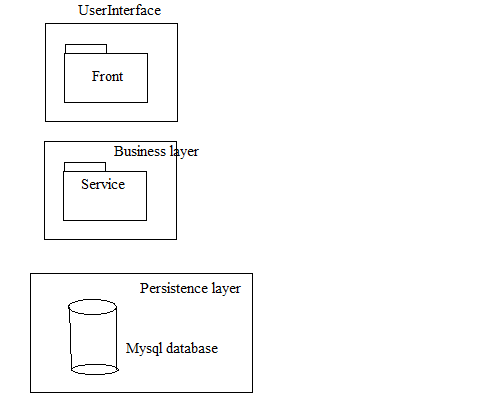 UserInterface
Front
Business layer
Service
Persistence layer
Mysql database